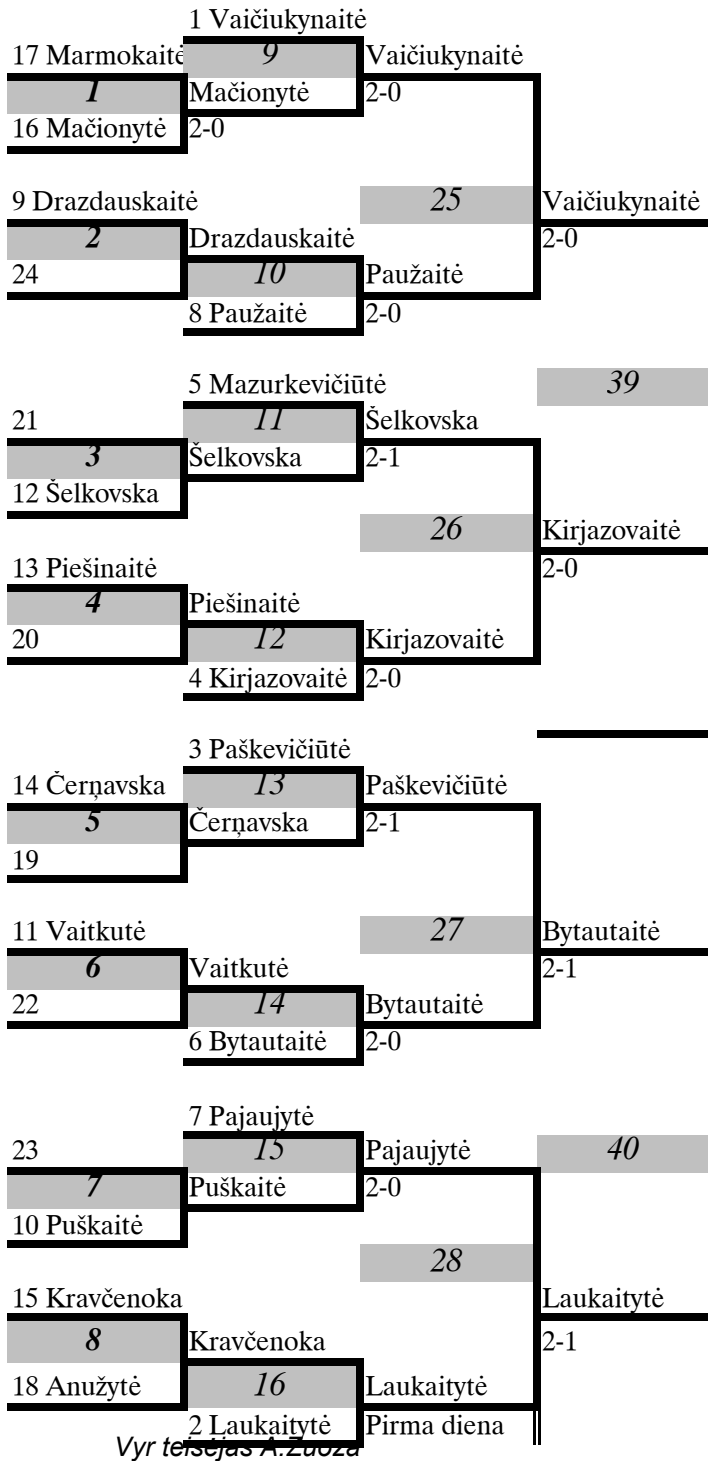 1 Vaičiukynaitė
17 Marmokaitė 9 Vaičiukynaitė
1 Mačionytė 2-0
16 Mačionytė 2-0
9 Drazdauskaitė 25 Vaičiukynaitė
2 Drazdauskaitė 2-0
24 10 Paužaitė
8 Paužaitė 2-0
5 Mazurkevičiūtė 39
21 11 Šelkovska
3 Šelkovska 2-1
12 Šelkovska
26 Kirjazovaitė
13 Piešinaitė 2-0
4 Piešinaitė
20 12 Kirjazovaitė
4 Kirjazovaitė 2-0
3 Paškevičiūtė
14 Čerņavska 13 Paškevičiūtė
5 Čerņavska 2-1
19
11 Vaitkutė 27 Bytautaitė
6 Vaitkutė 2-1
22 14 Bytautaitė
6 Bytautaitė 2-0
7 Pajaujytė
23 15 Pajaujytė 40
7 Puškaitė 2-0
10 Puškaitė
28
15 Kravčenoka Laukaitytė
8 Kravčenoka 2-1
18 Anužytė 16 Laukaitytė
2 Laukaitytė Pirma diena
Vyr teisėjas A.Zuoza